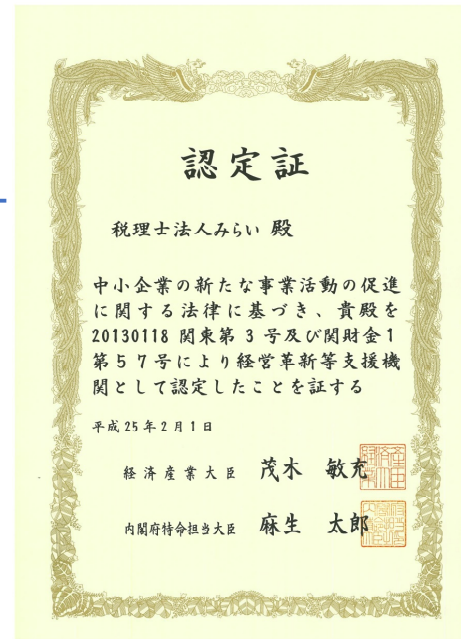 認定証
税理士法人みらい 殿
中小企業の新たな事業活動の促進
に関する法律に基づき、貴殿を
20130118 関東第 3 号及び関財金1
第57号により経営革新等支援機
関として認定したことを証する
平成 25 年 2 月 1 日
経済産業大臣 茂木 敏充
内閣府特命担当大臣 麻生 太郎